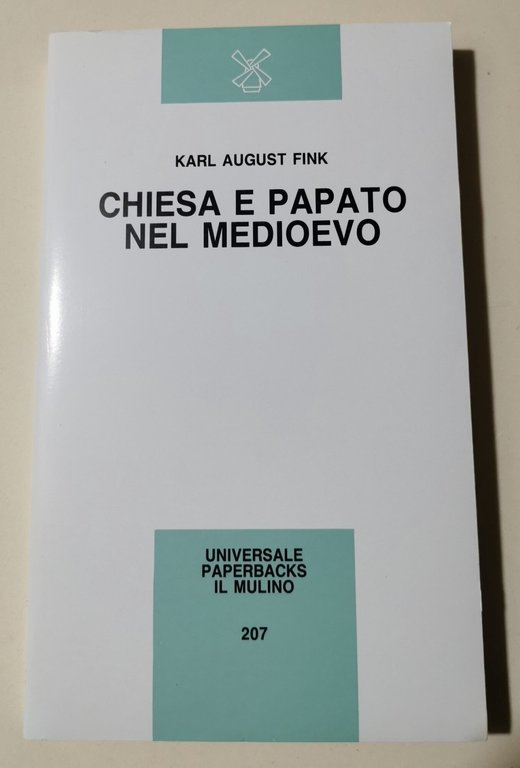 KARL AUGUST FINK
CHIESA E PAPATO
NEL MEDIOEVO
UNIVERSALE
PAPERBACKS
IL MULINO
207